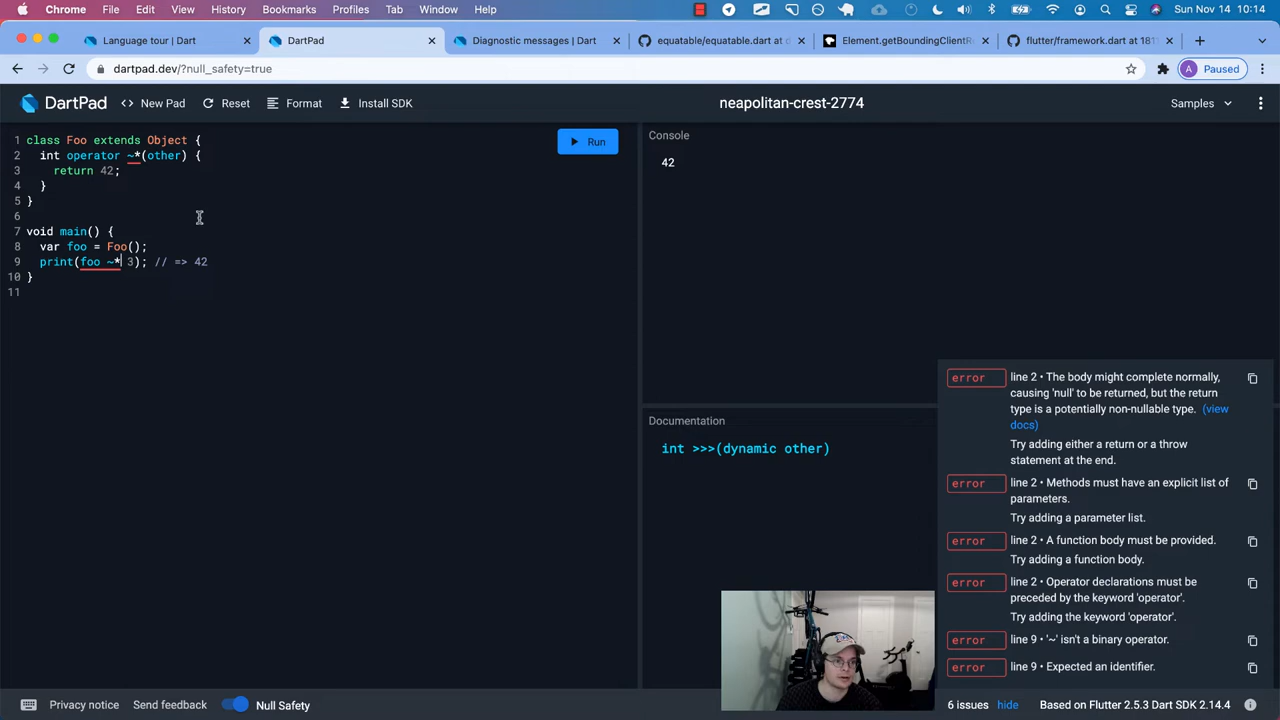 Chrome File Edit View History Bookmarks Profiles Tab Window Help Sun Nov 14 10:14
Language tour | Dart
DartPad
Diagnostic messages | Dart
equatable/equatable.dart at d
Element.getBoundingClientR
flutter/framework.dart at 181
dartpad.dev/?null_safety=true
A Paused
DartPad <> New Pad Reset Format Install SDK neapolitan-crest-2774 Samples
1 class Foo extends Object {
2 int operator ~*(other) {
3 return 42;
4 }
5 }
6
7 void main() {
8 var foo = Foo();
9 print(foo ~* 3); // => 42
10 }
11
Run
Console
42
Documentation
int >>>(dynamic other)
error line 2 • The body might complete normally,
causing 'null' to be returned, but the return
type is a potentially non-nullable type. (view
docs)
Try adding either a return or a throw
statement at the end.
error line 2 • Methods must have an explicit list of
parameters.
Try adding a parameter list.
error line 2 • A function body must be provided.
Try adding a function body.
error line 2 • Operator declarations must be
preceded by the keyword 'operator'.
Try adding the keyword 'operator'.
error line 9 • '~' isn't a binary operator.
error line 9 • Expected an identifier.
Privacy notice Send feedback Null Safety 6 issues hide Based on Flutter 2.5.3 Dart SDK 2.14.4